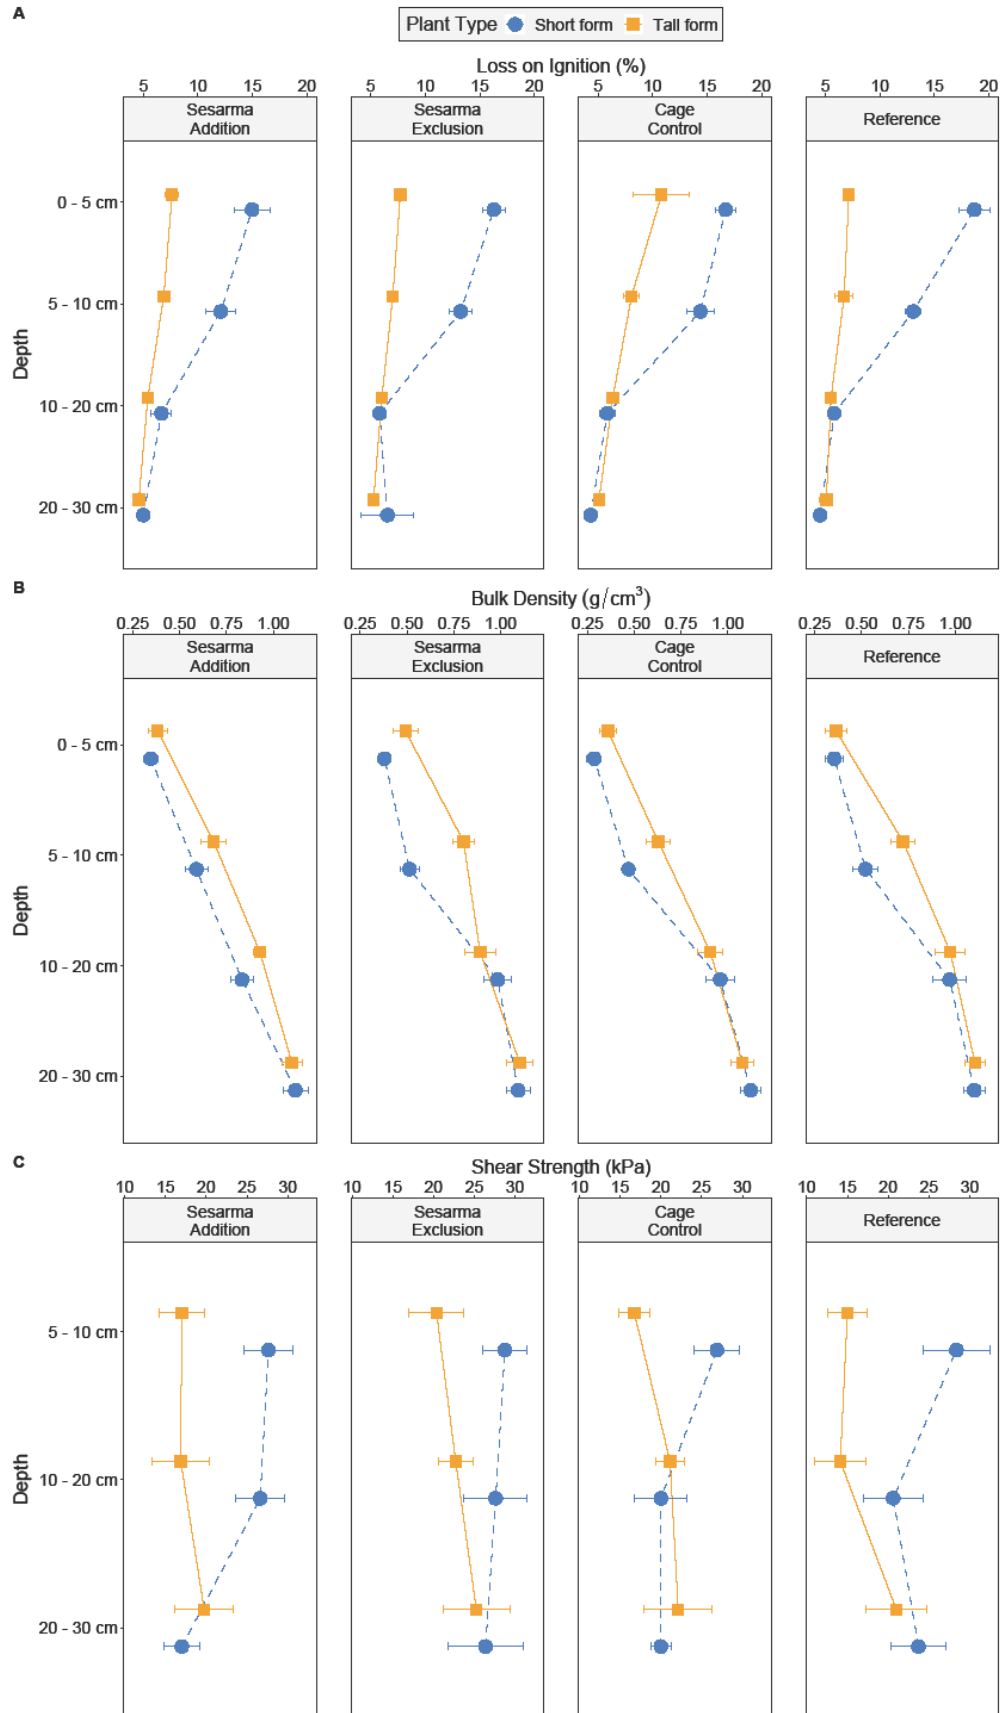 A
Plant Type Short form Tall form
Loss on Ignition (%)
5 10 15 20 5 10 15 20 5 10 15 20 5 10 15 20
Sesarma Addition
Sesarma Exclusion
Cage Control
Reference
0 - 5 cm
5 - 10 cm
10 - 20 cm
20 - 30 cm
Depth
B
Bulk Density (g/cm³)
0.25 0.50 0.75 1.00 0.25 0.50 0.75 1.00 0.25 0.50 0.75 1.00 0.25 0.50 0.75 1.00
Sesarma Addition
Sesarma Exclusion
Cage Control
Reference
0 - 5 cm
5 - 10 cm
10 - 20 cm
20 - 30 cm
Depth
C
Shear Strength (kPa)
10 15 20 25 30 10 15 20 25 30 10 15 20 25 30 10 15 20 25 30
Sesarma Addition
Sesarma Exclusion
Cage Control
Reference
5 - 10 cm
10 - 20 cm
20 - 30 cm
Depth